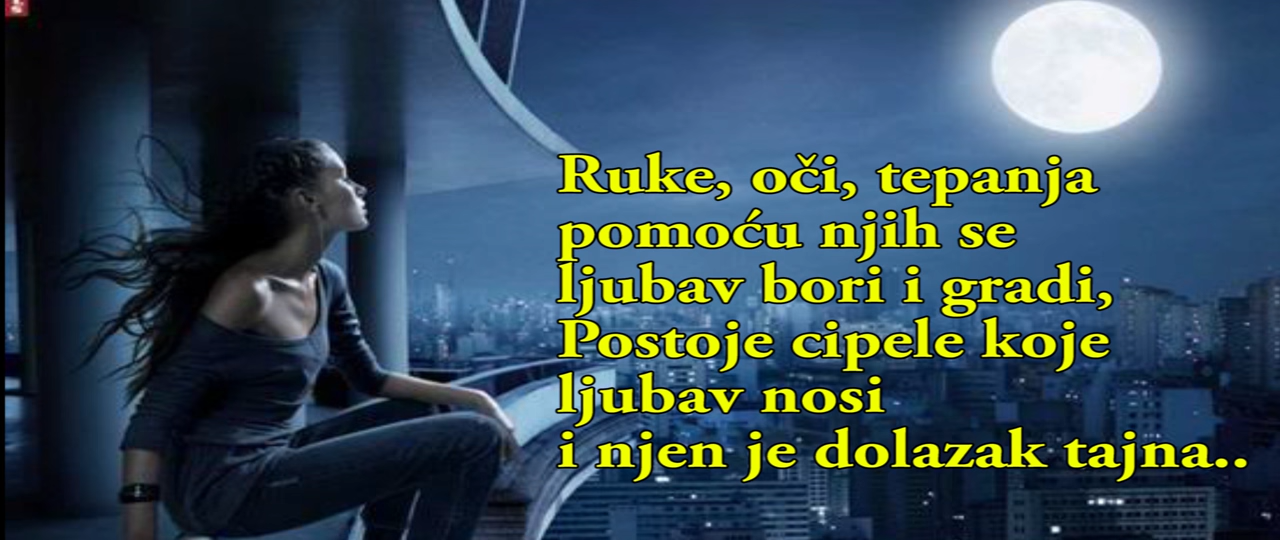 Ruke, oči, tepanja
pomoću njih se
ljubav bori i gradi,
Postoje cipele koje
ljubav nosi
i njen je dolazak tajna..